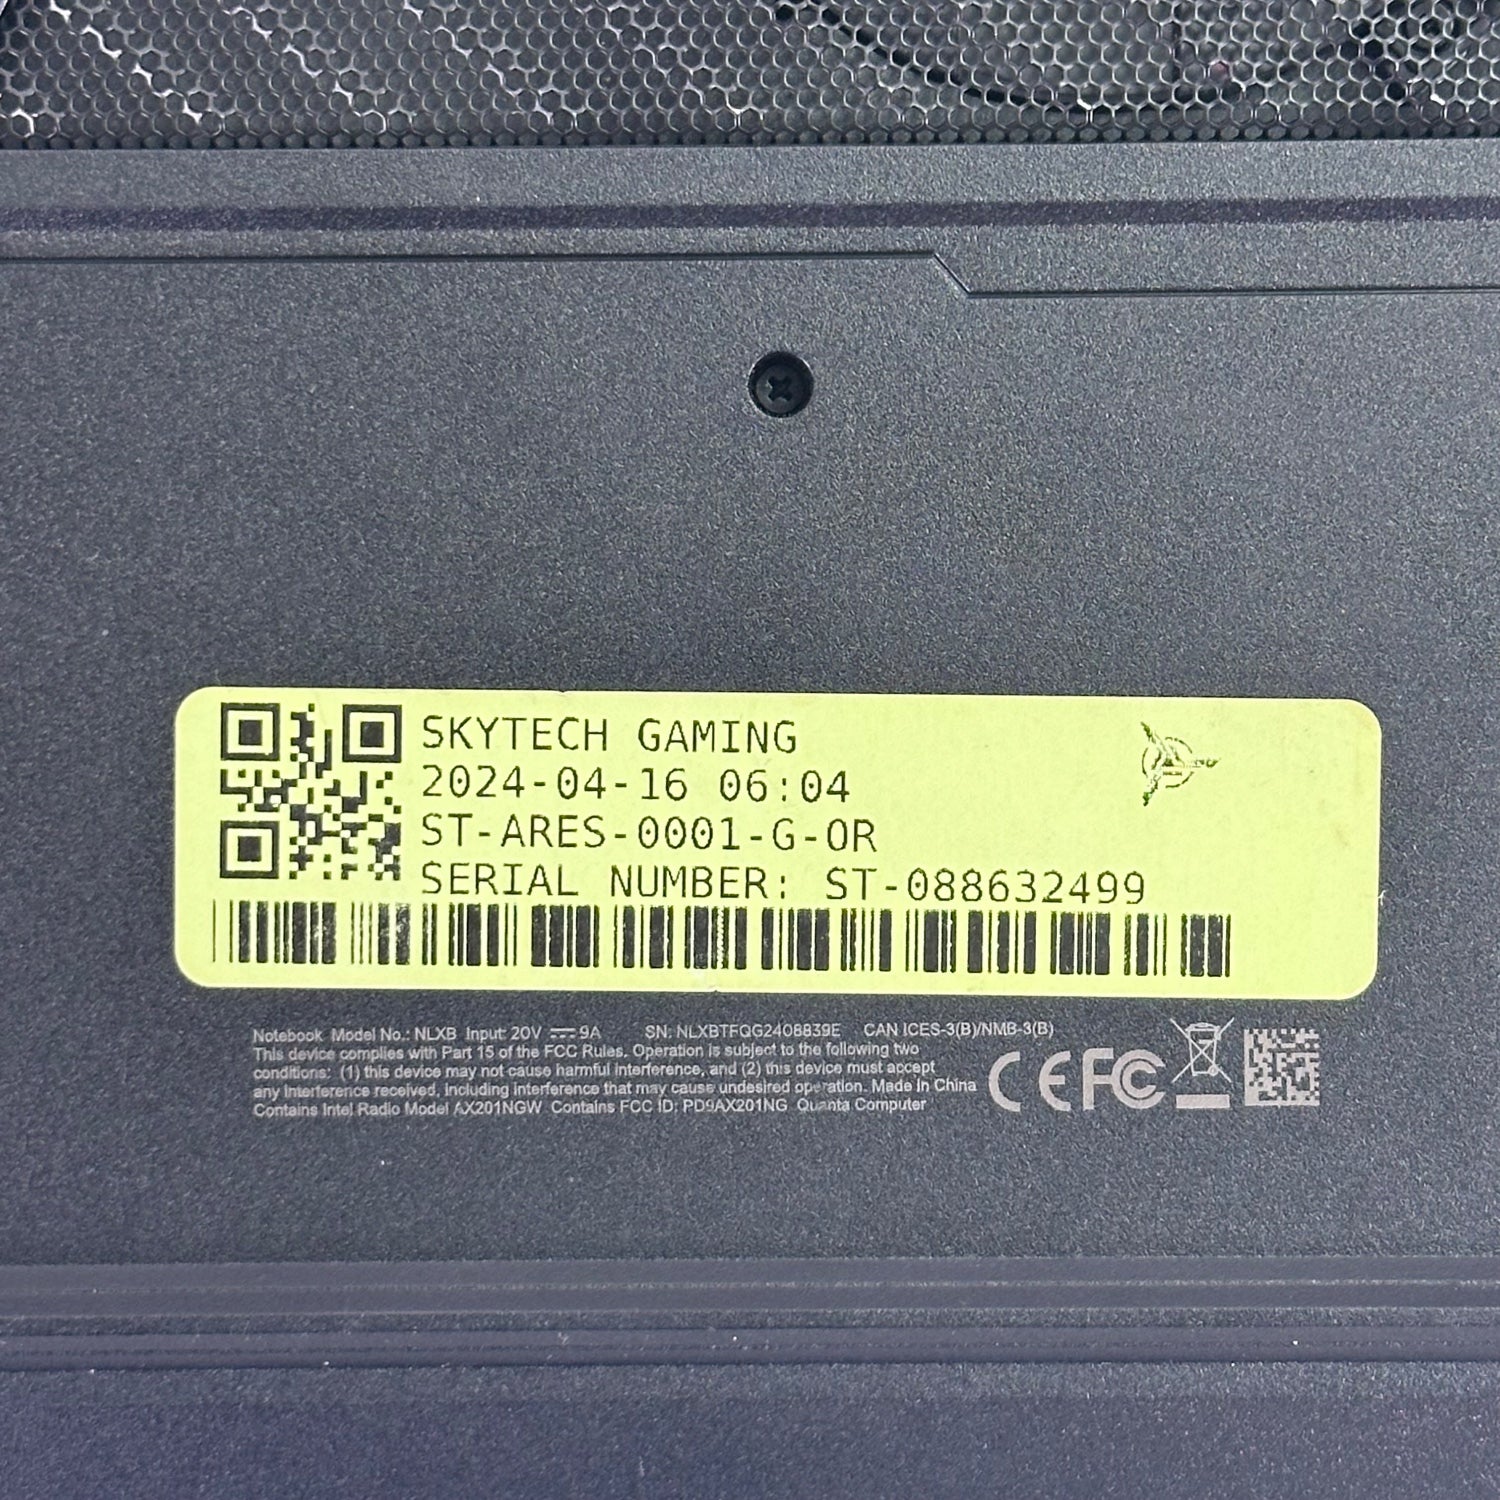 SKYTECH GAMING
2024-04-16 06:04
ST-ARES-0001-G-OR
SERIAL NUMBER: ST-088632499
Notebook Model No.: NLXB Input: 20V ⎓ 9A SN: NLXBTFQG2408839E CAN ICES-3(B)/NMB-3(B)
This device complies with Part 15 of the FCC Rules. Operation is subject to the following two
conditions: (1) this device may not cause harmful interference, and (2) this device must accept
any interference received, including interference that may cause undesired operation. Made in China
Contains Intel Radio Model AX201NGW Contains FCC ID: PD9AX201NG Quanta Computer
CE FC